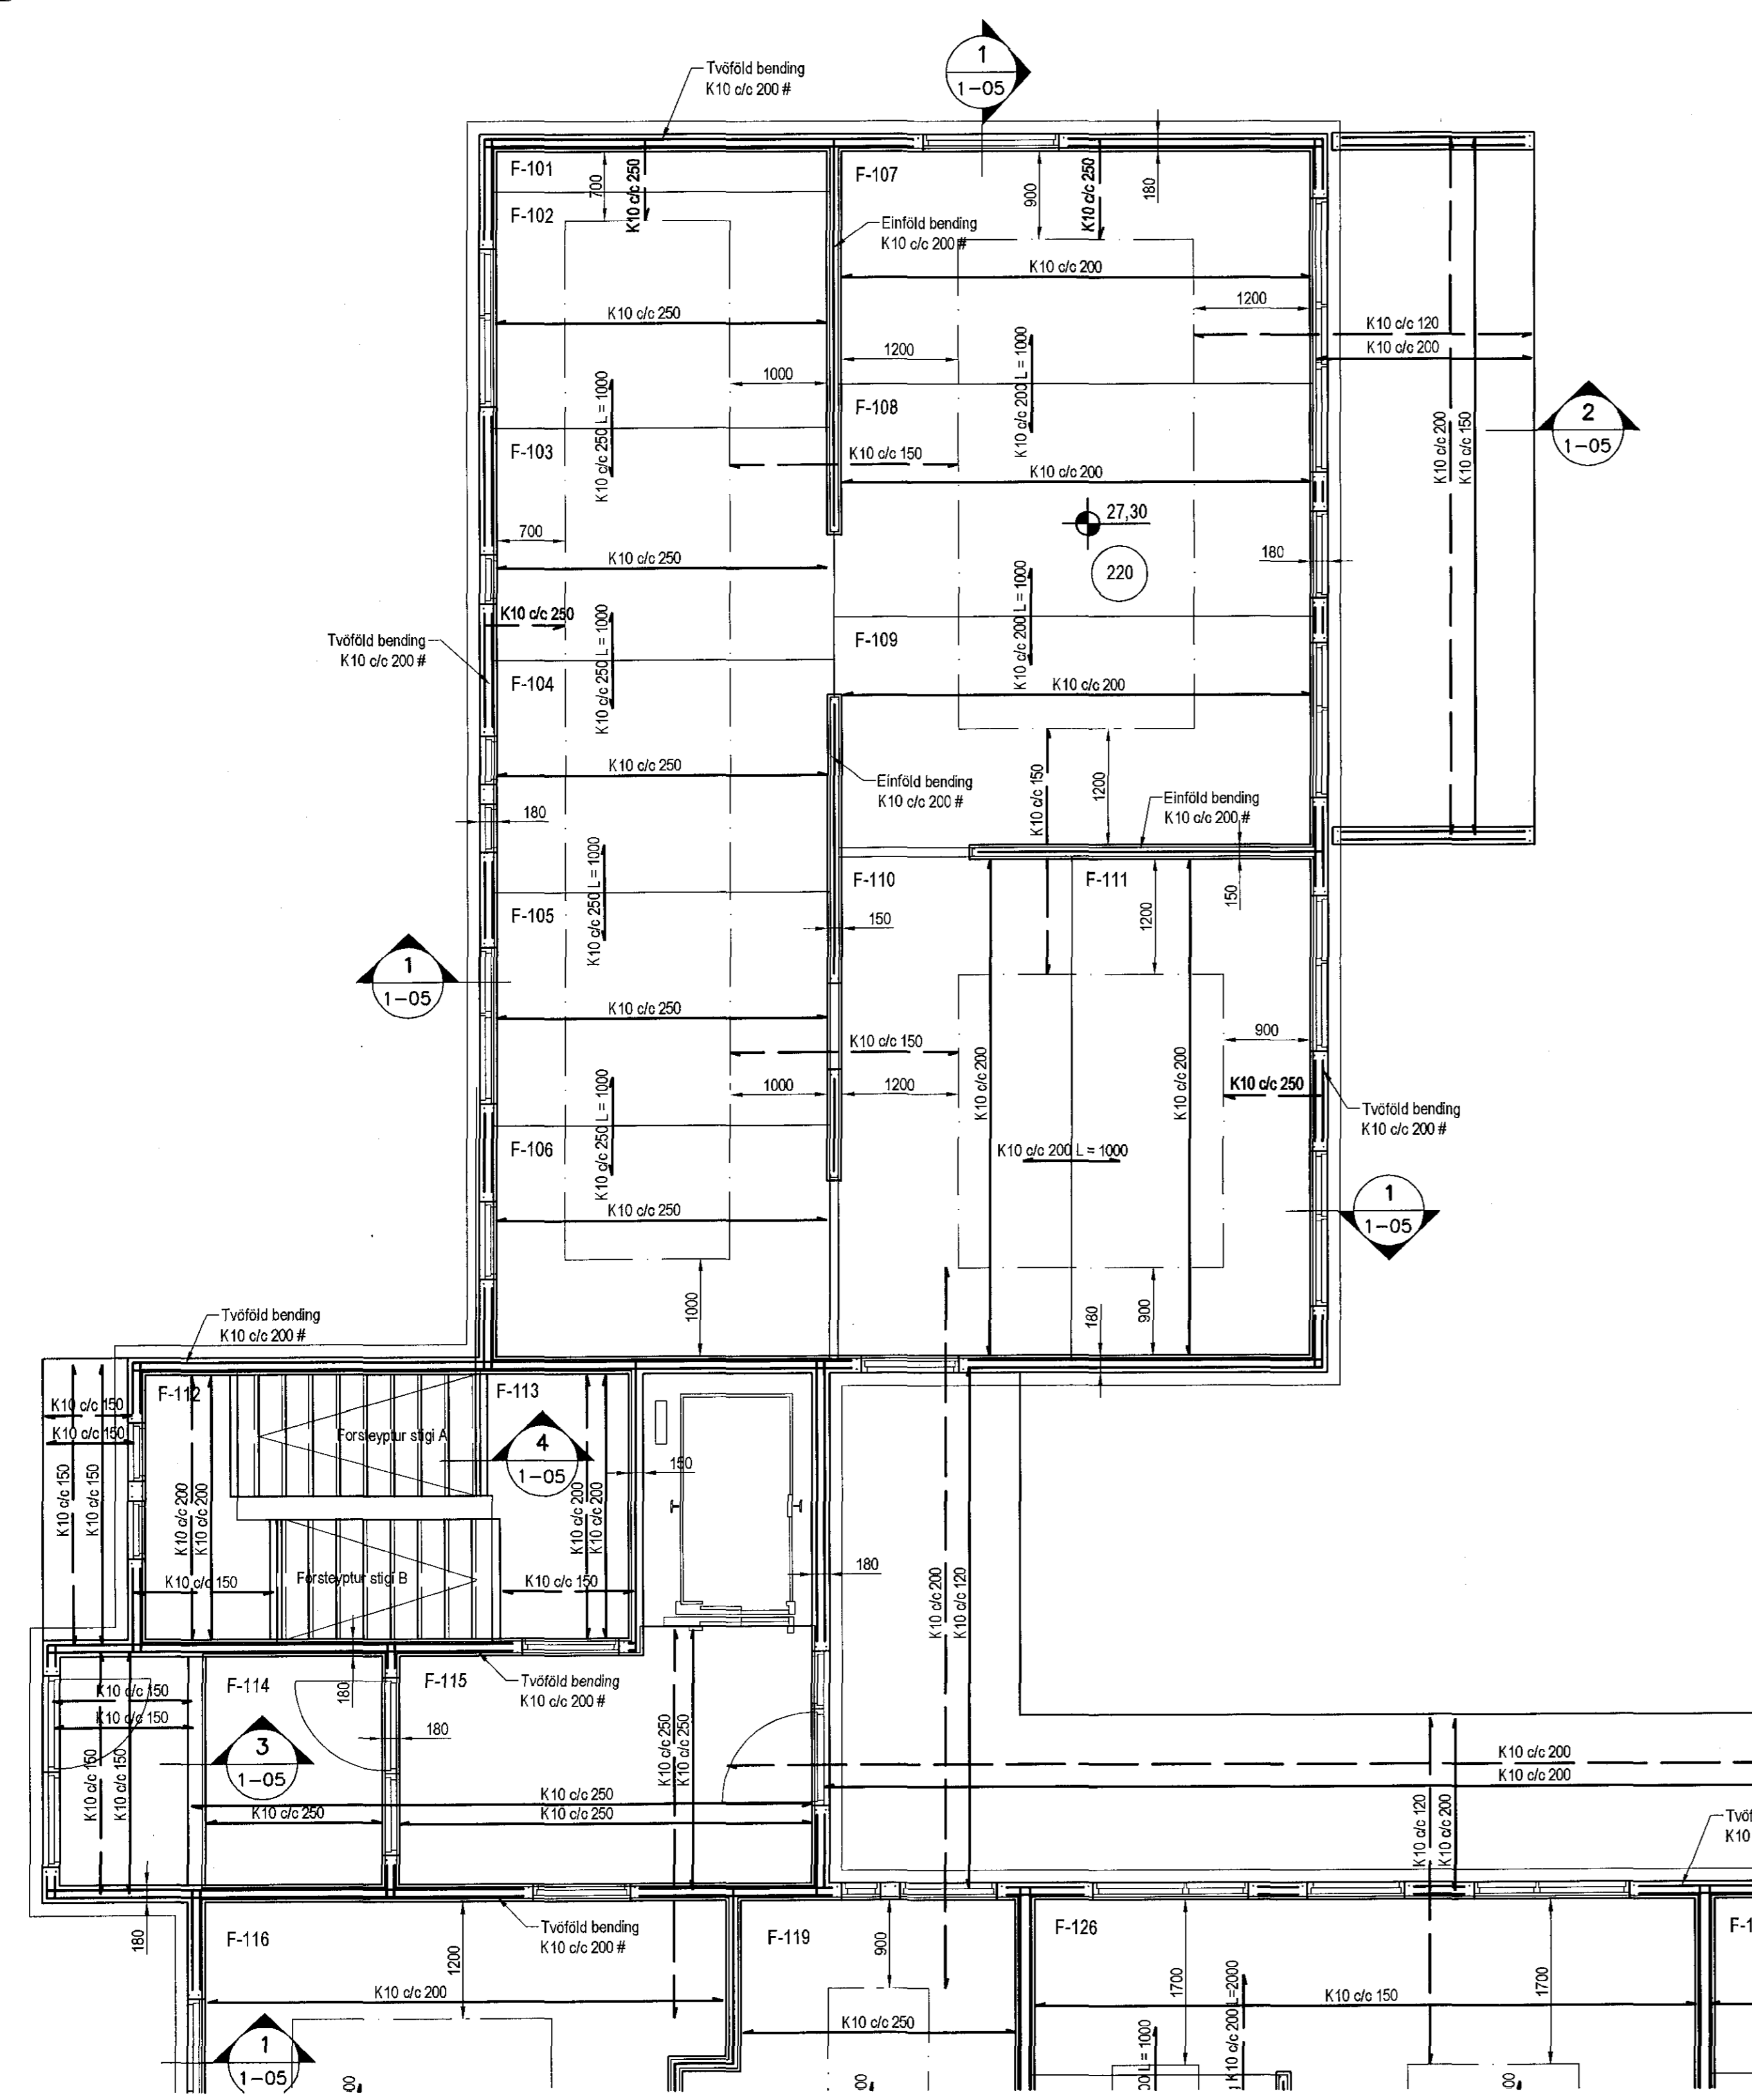 1
1-05
Tvöföld bending
K10 c/c 200 #
F-101
700
K10 c/c 250
F-107
900
K10 c/c 250
180
F-102
Einföld bending
K10 c/c 200 #
K10 c/c 200
1200
K10 c/c 250
K10 c/c 120
K10 c/c 200
1200
K10 c/c 200 L = 1000
1000
K10 c/c 250 L = 1000
F-108
2
1-05
K10 c/c 200
K10 c/c 150
F-103
K10 c/c 150
K10 c/c 200
27,30
700
180
220
K10 c/c 250
K10 c/c 200 L = 1000
K10 c/c 250
K10 c/c 250 L = 1000
Tvöföld bending
K10 c/c 200 #
F-109
F-104
K10 c/c 200
K10 c/c 250
Einföld bending
K10 c/c 200 #
K10 c/c 150
1200
Einföld bending
K10 c/c 200 #
180
F-110
F-111
150
K10 c/c 250 L = 1000
F-105
150
1200
1
1-05
K10 c/c 250
K10 c/c 150
900
K10 c/c 200
K10 c/c 200
1000
1200
K10 c/c 250
Tvöföld bending
K10 c/c 200 #
K10 c/c 250 L = 1000
F-106
K10 c/c 200 L = 1000
1
1-05
K10 c/c 250
1000
180
900
Tvöföld bending
K10 c/c 200 #
F-112
F-113
K10 c/c 150
K10 c/c 150
Forsteyptur stigi A
4
1-05
150
K10 c/c 150
K10 c/c 150
K10 c/c 200
K10 c/c 200
K10 c/c 200
K10 c/c 200
K10 c/c 150
Forsteyptur stigi B
K10 c/c 150
180
K10 c/c 200
K10 c/c 120
F-114
F-115
Tvöföld bending
K10 c/c 200 #
K10 c/c 150
K10 c/c 150
180
180
3
1-05
K10 c/c 150
K10 c/c 150
K10 c/c 250
K10 c/c 250
K10 c/c 200
K10 c/c 200
K10 c/c 250
K10 c/c 250
K10 c/c 250
K10 c/c 120
K10 c/c 200
K10
180
F-116
Tvöföld bending
K10 c/c 200 #
1200
F-119
900
F-126
K10 c/c 200
1700
K10 c/c 200 L=2000
K10 c/c 150
1700
K10 c/c 250
1
1-05